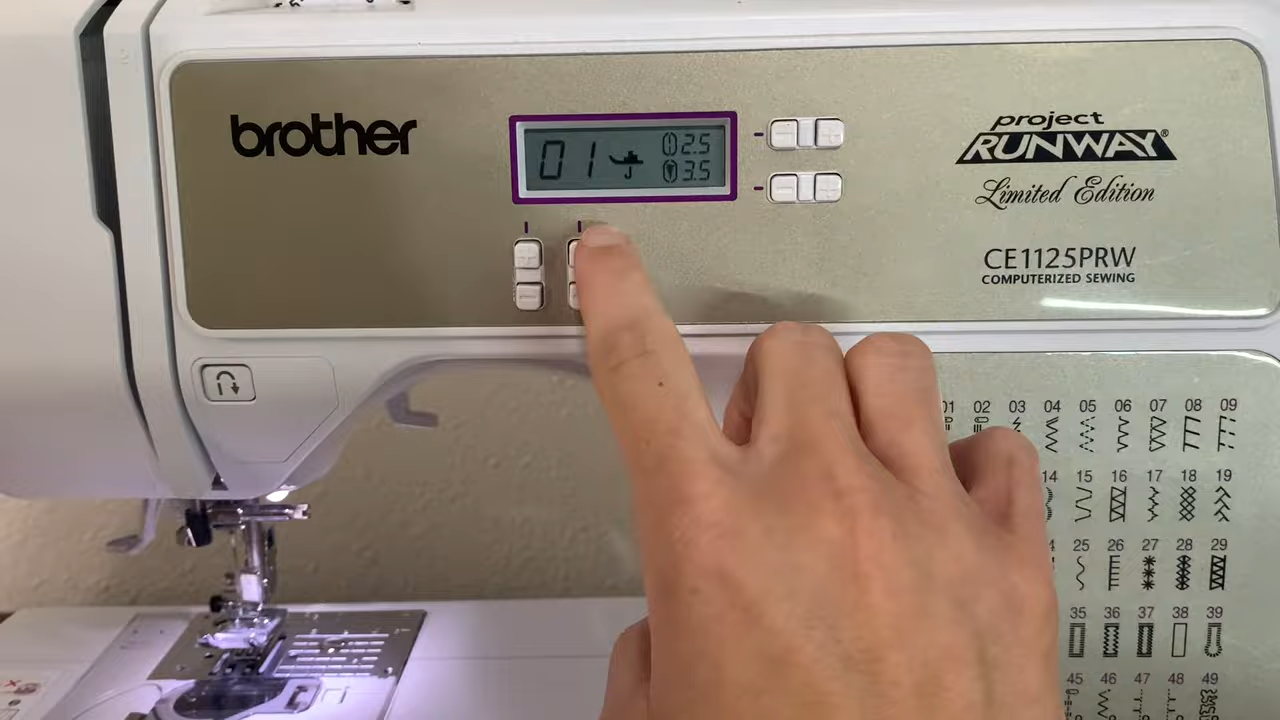 brother
01 J 2.5
3.5
project
RUNWAY®
Limited Edition
CE1125PRW
COMPUTERIZED SEWING
01 02 03 04 05 06 07 08 09
14 15 16 17 18 19
25 26 27 28 29
35 36 37 38 39
45 46 47 48 49